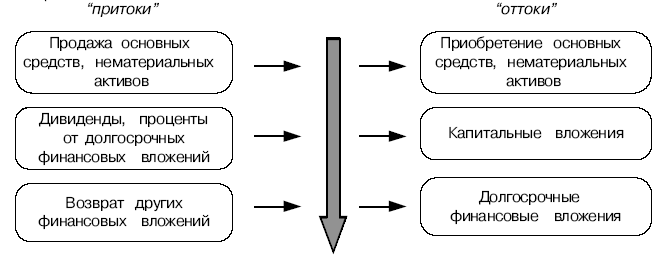 “притоки”
“оттоки”
Продажа основных
средств, нематериальных
активов
Приобретение основных
средств, нематериальных
активов
Дивиденды, проценты
от долгосрочных
финансовых вложений
Капитальные вложения
Возврат других
финансовых вложений
Долгосрочные
финансовые вложения